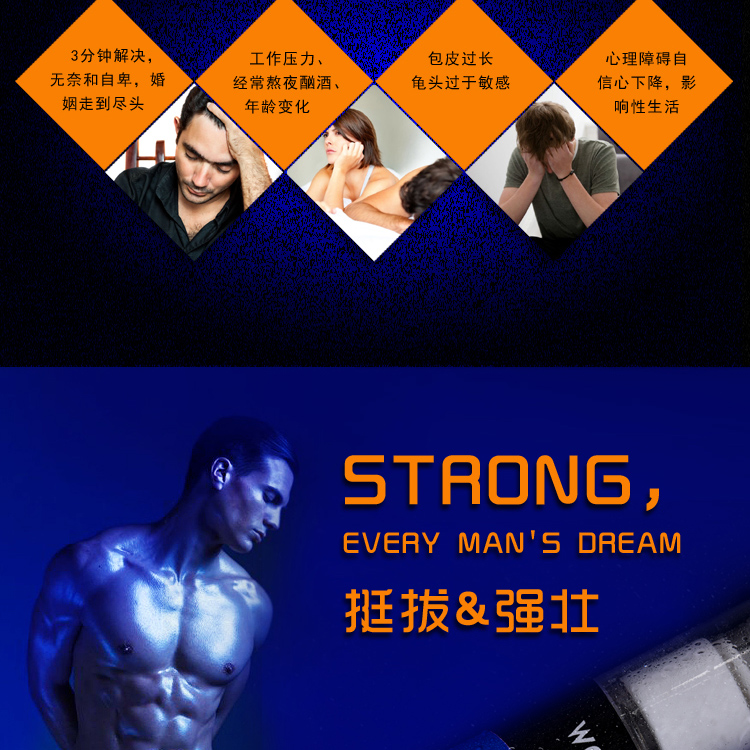 3分钟解决，
无奈和自卑，婚
姻走到尽头
工作压力、
经常熬夜酗酒、
年龄变化
包皮过长
龟头过于敏感
心理障碍自
信心下降，影
响性生活
STRONG,
EVERY MAN'S DREAM
挺拔&强壮